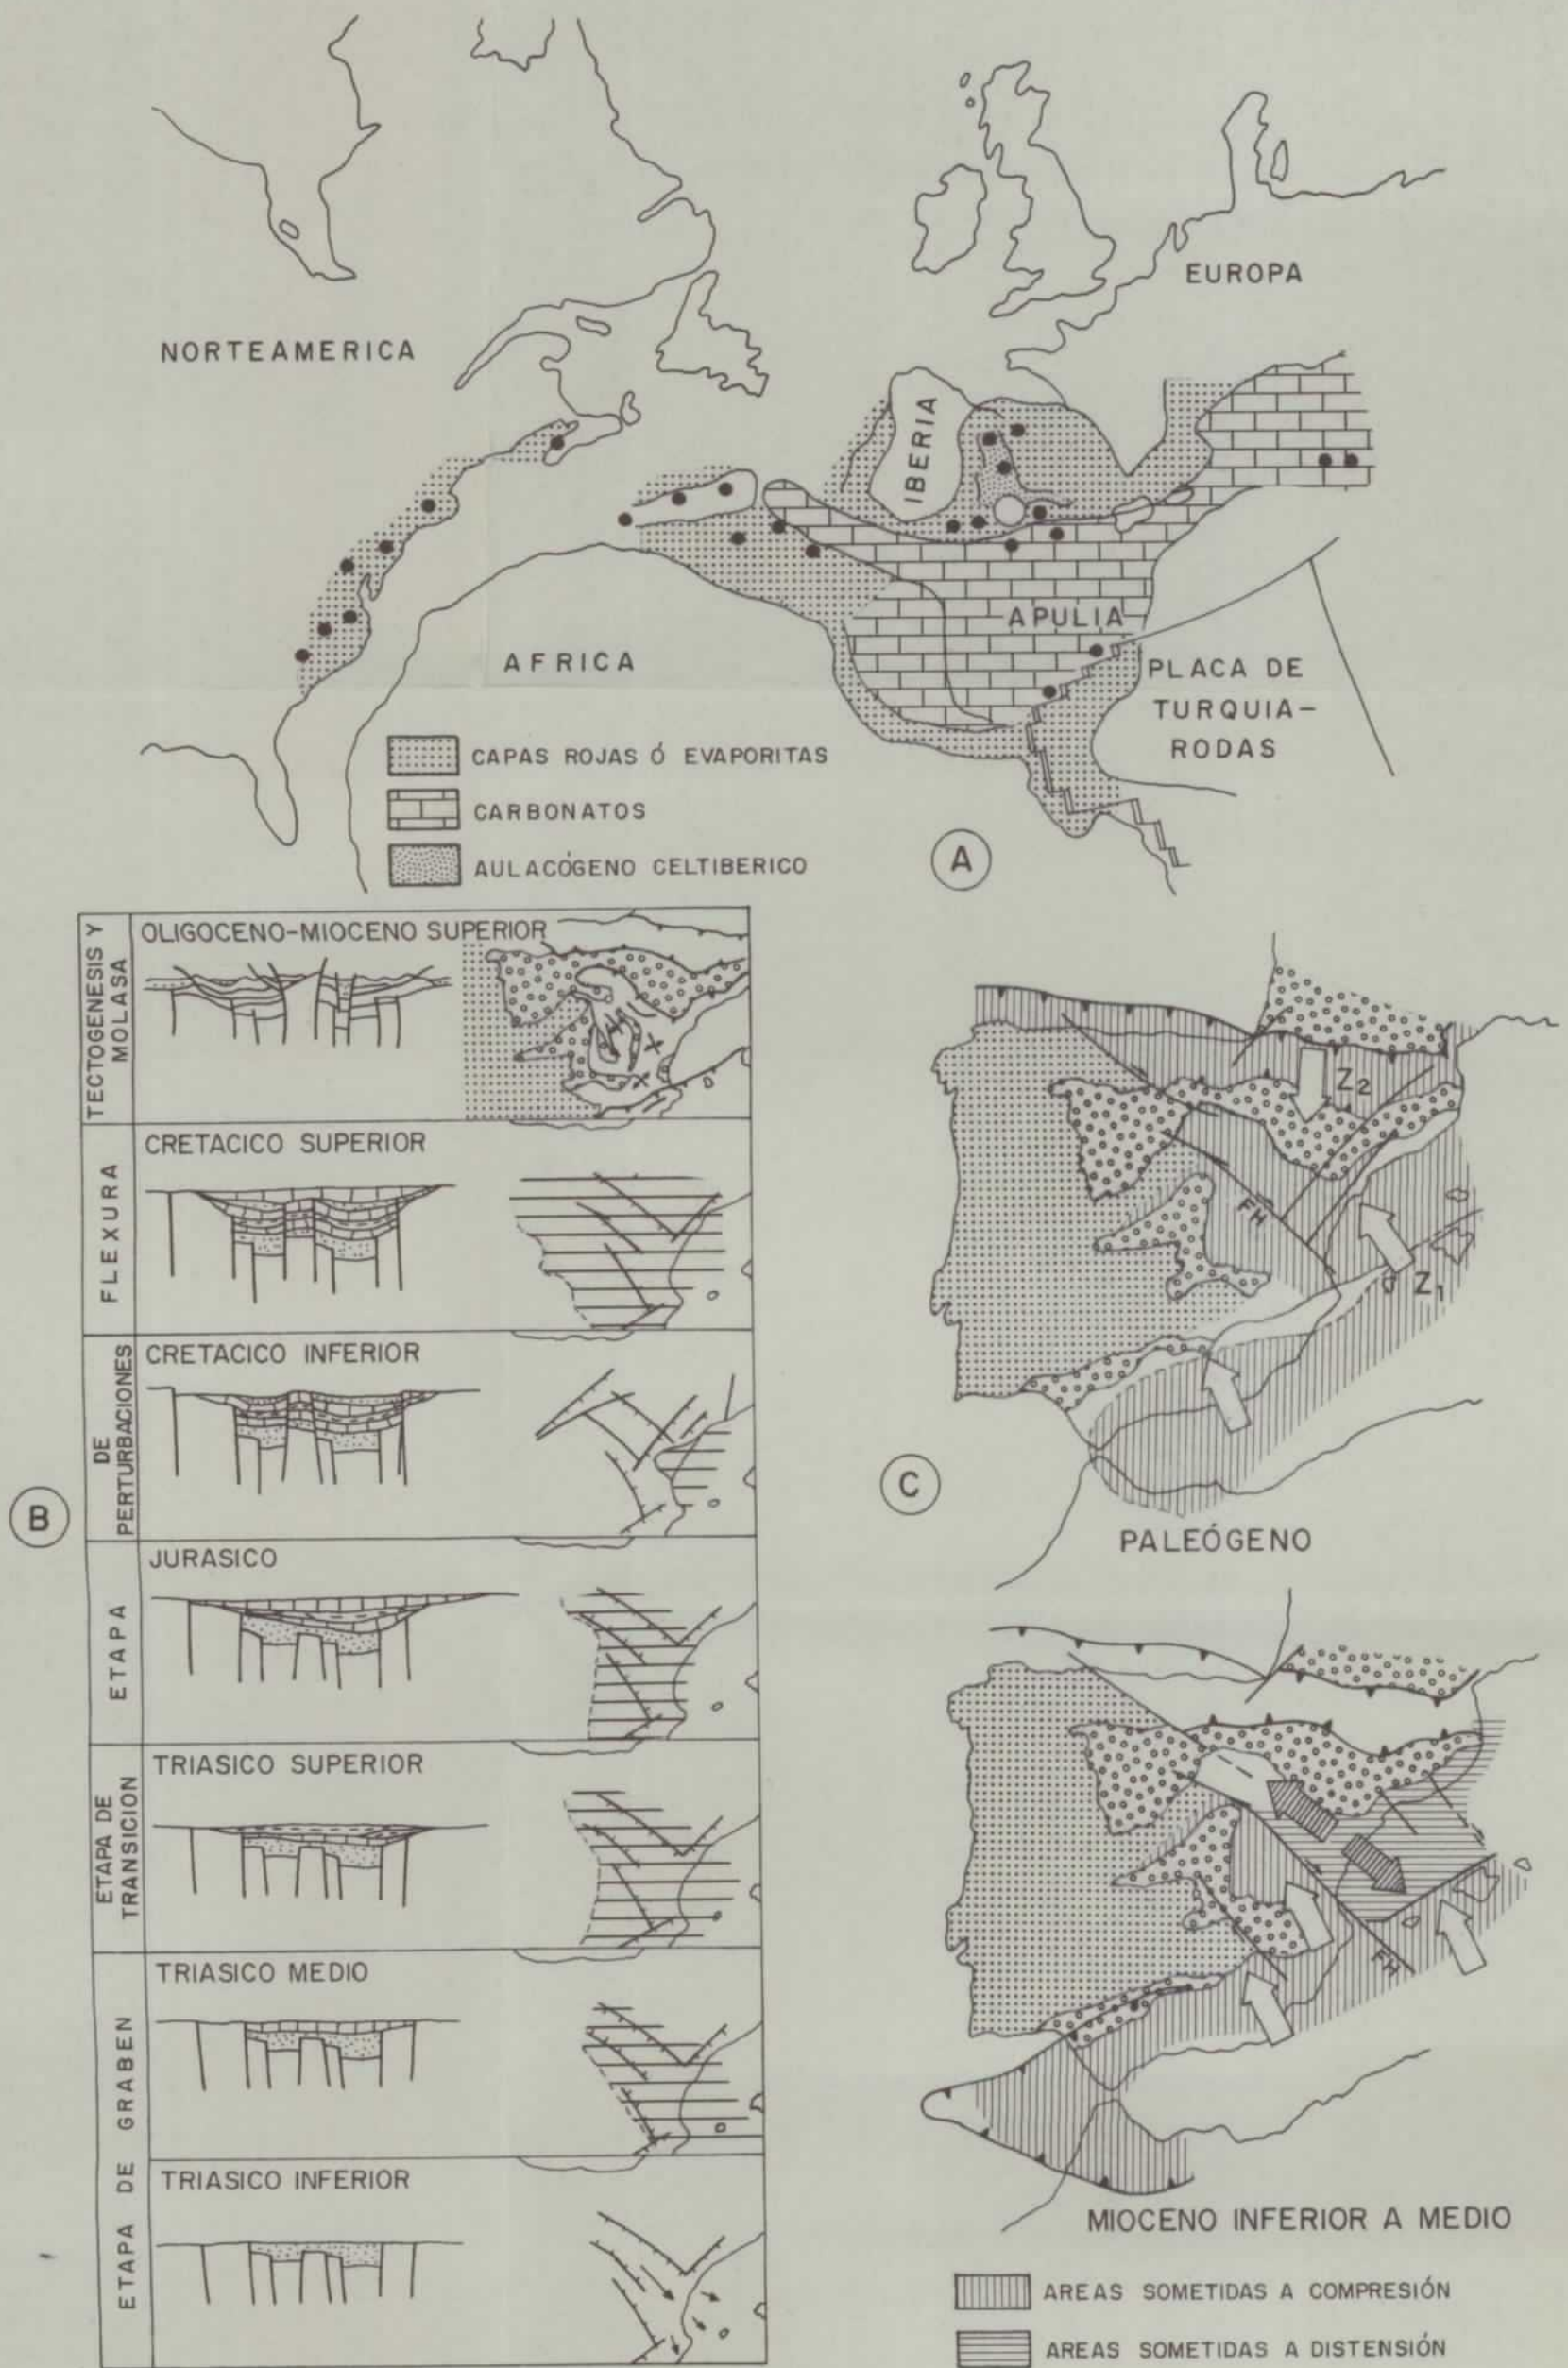 NORTEAMERICA
EUROPA
IBERIA
APULIA
AFRICA
PLACA DE
TURQUIA-
RODAS
CAPAS ROJAS Ó EVAPORITAS
CARBONATOS
AULACÓGENO CELTIBERICO
A
B
TECTOGENESIS Y
MOLASA
OLIGOCENO-MIOCENO SUPERIOR
FLEXURA
CRETACICO SUPERIOR
DE
PERTURBACIONES
CRETACICO INFERIOR
ETAPA
JURASICO
ETAPA DE
TRANSICION
TRIASICO SUPERIOR
ETAPA DE GRABEN
TRIASICO MEDIO
TRIASICO INFERIOR
C
Z2
FH
Z1
PALEÓGENO
FH
MIOCENO INFERIOR A MEDIO
AREAS SOMETIDAS A COMPRESIÓN
AREAS SOMETIDAS A DISTENSIÓN